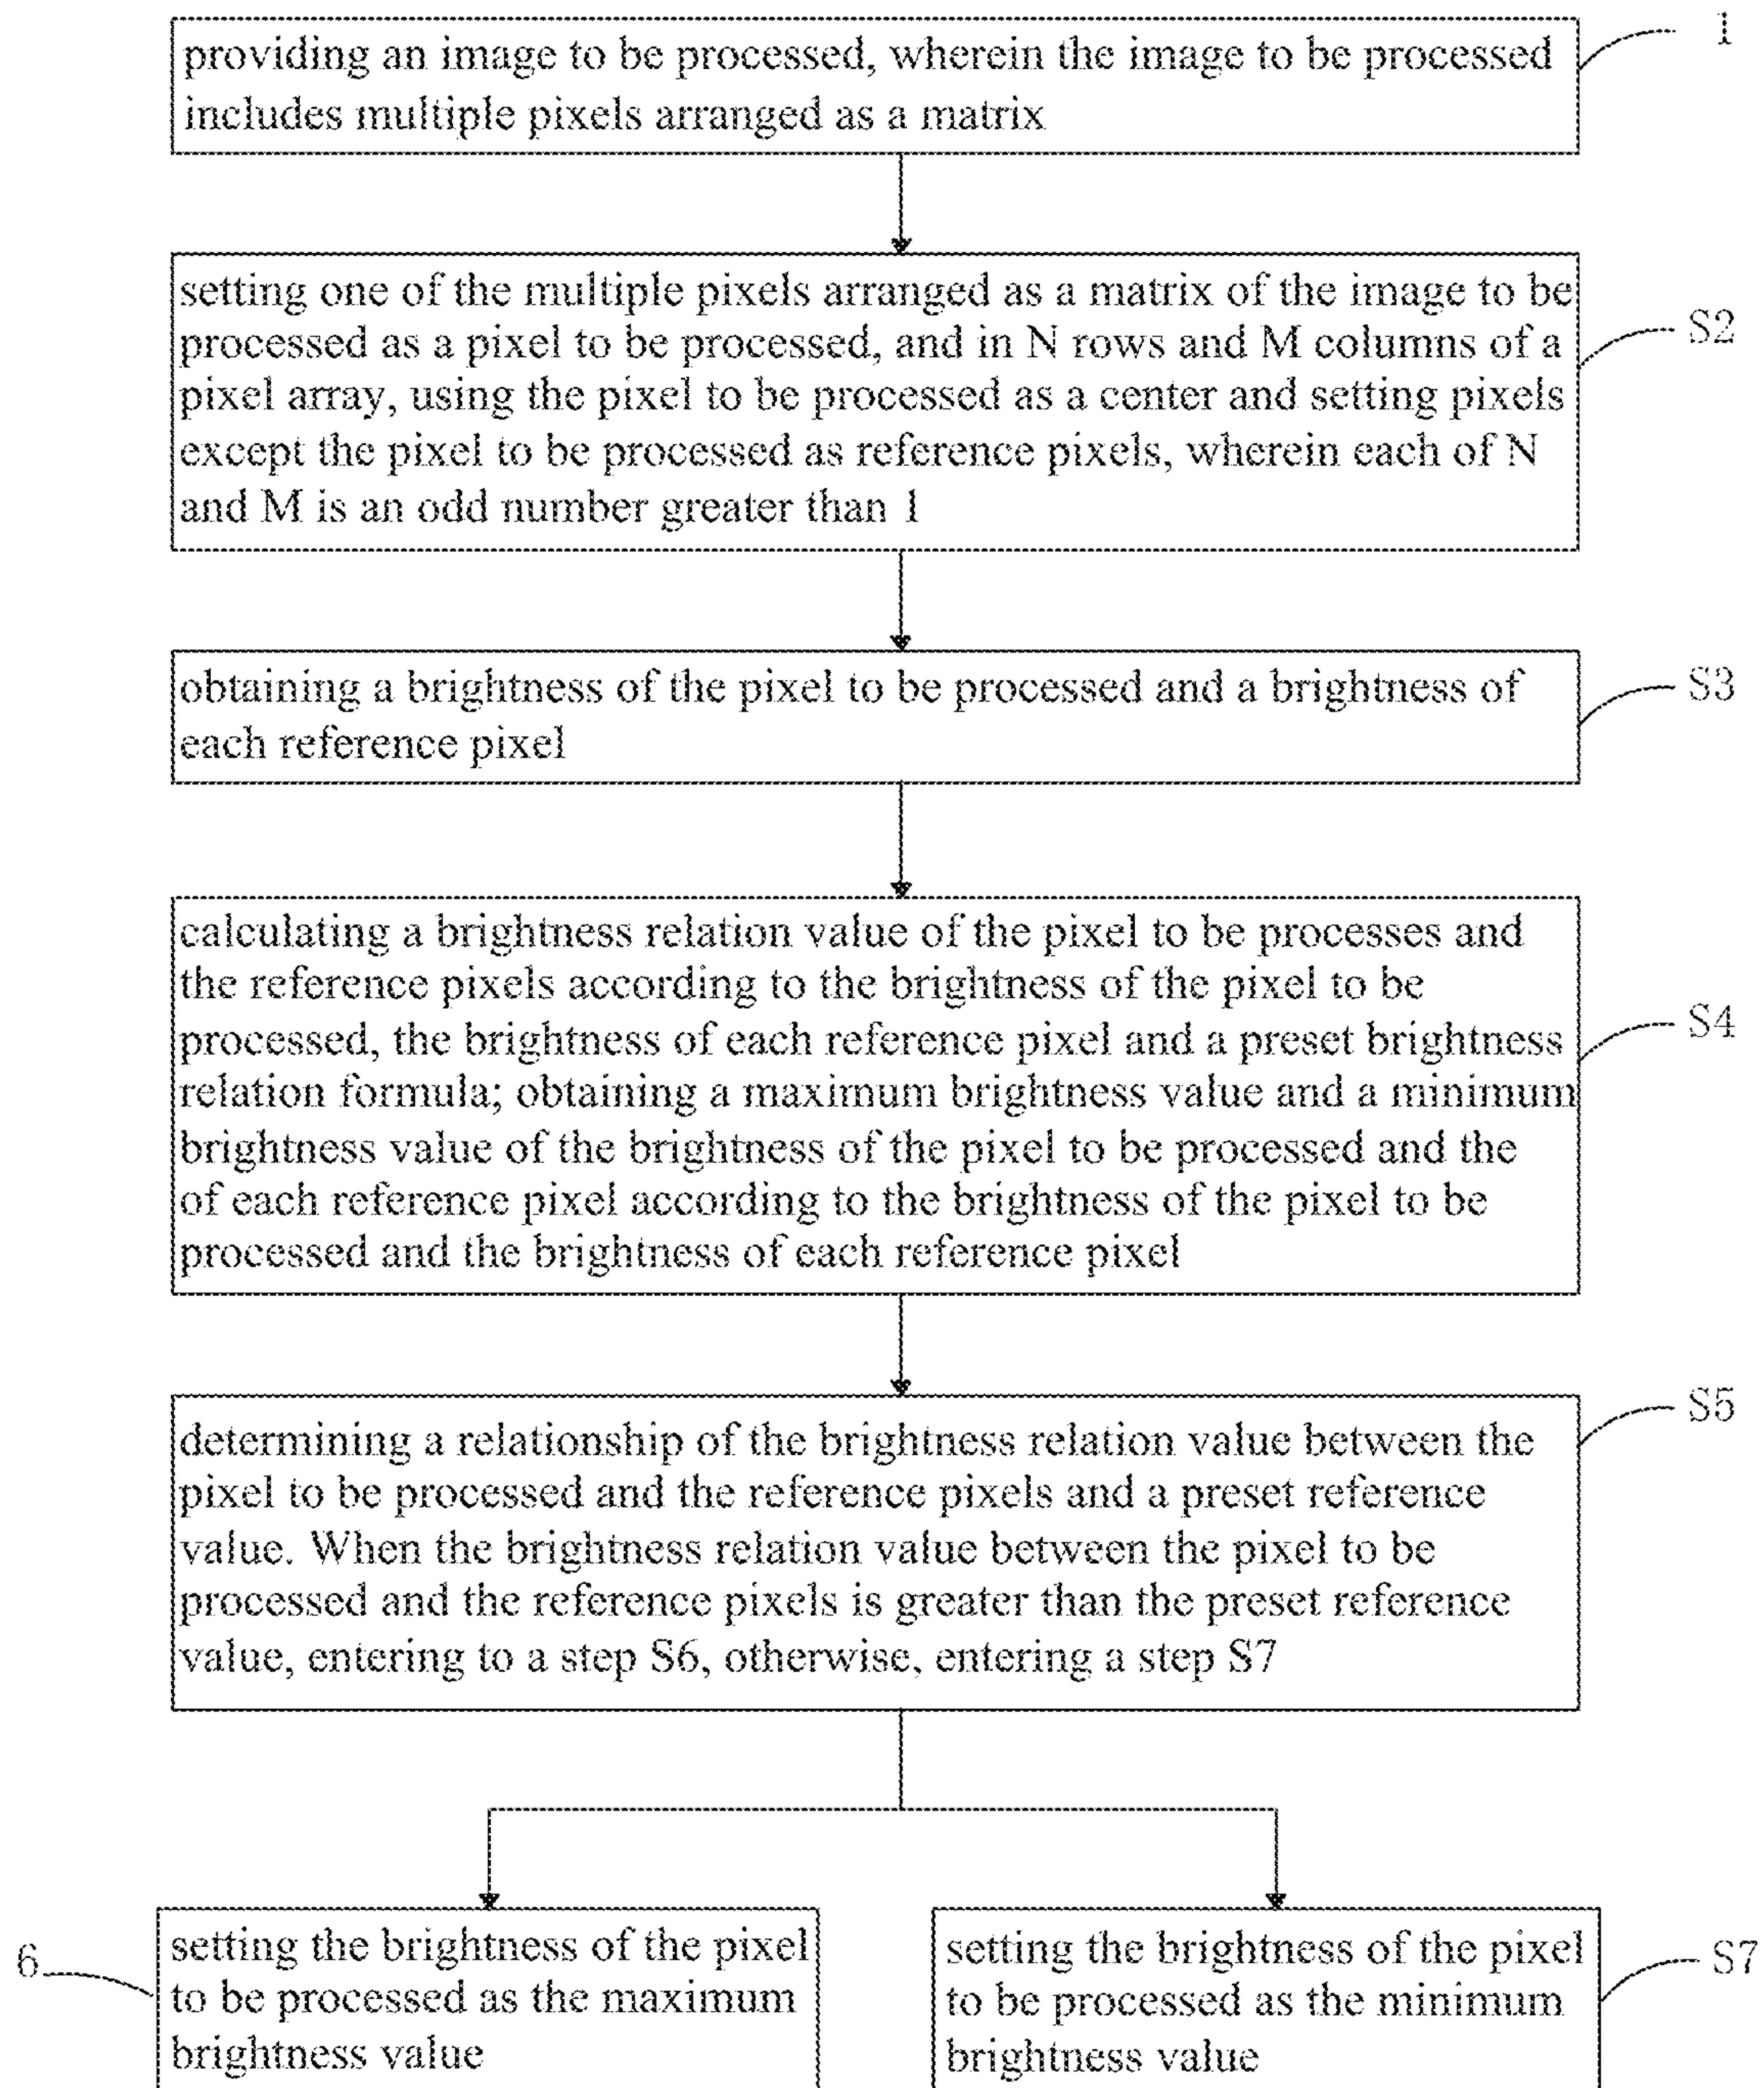 providing an image to be processed, wherein the image to be processed
includes multiple pixels arranged as a matrix
1
setting one of the multiple pixels arranged as a matrix of the image to be
processed as a pixel to be processed, and in N rows and M columns of a
pixel array, using the pixel to be processed as a center and setting pixels
except the pixel to be processed as reference pixels, wherein each of N
and M is an odd number greater than 1
S2
obtaining a brightness of the pixel to be processed and a brightness of
each reference pixel
S3
calculating a brightness relation value of the pixel to be processes and
the reference pixels according to the brightness of the pixel to be
processed, the brightness of each reference pixel and a preset brightness
relation formula; obtaining a maximum brightness value and a minimum
brightness value of the brightness of the pixel to be processed and the
of each reference pixel according to the brightness of the pixel to be
processed and the brightness of each reference pixel
S4
determining a relationship of the brightness relation value between the
pixel to be processed and the reference pixels and a preset reference
value. When the brightness relation value between the pixel to be
processed and the reference pixels is greater than the preset reference
value, entering to a step S6, otherwise, entering a step S7
S5
6
setting the brightness of the pixel
to be processed as the maximum
brightness value
setting the brightness of the pixel
to be processed as the minimum
brightness value
S7